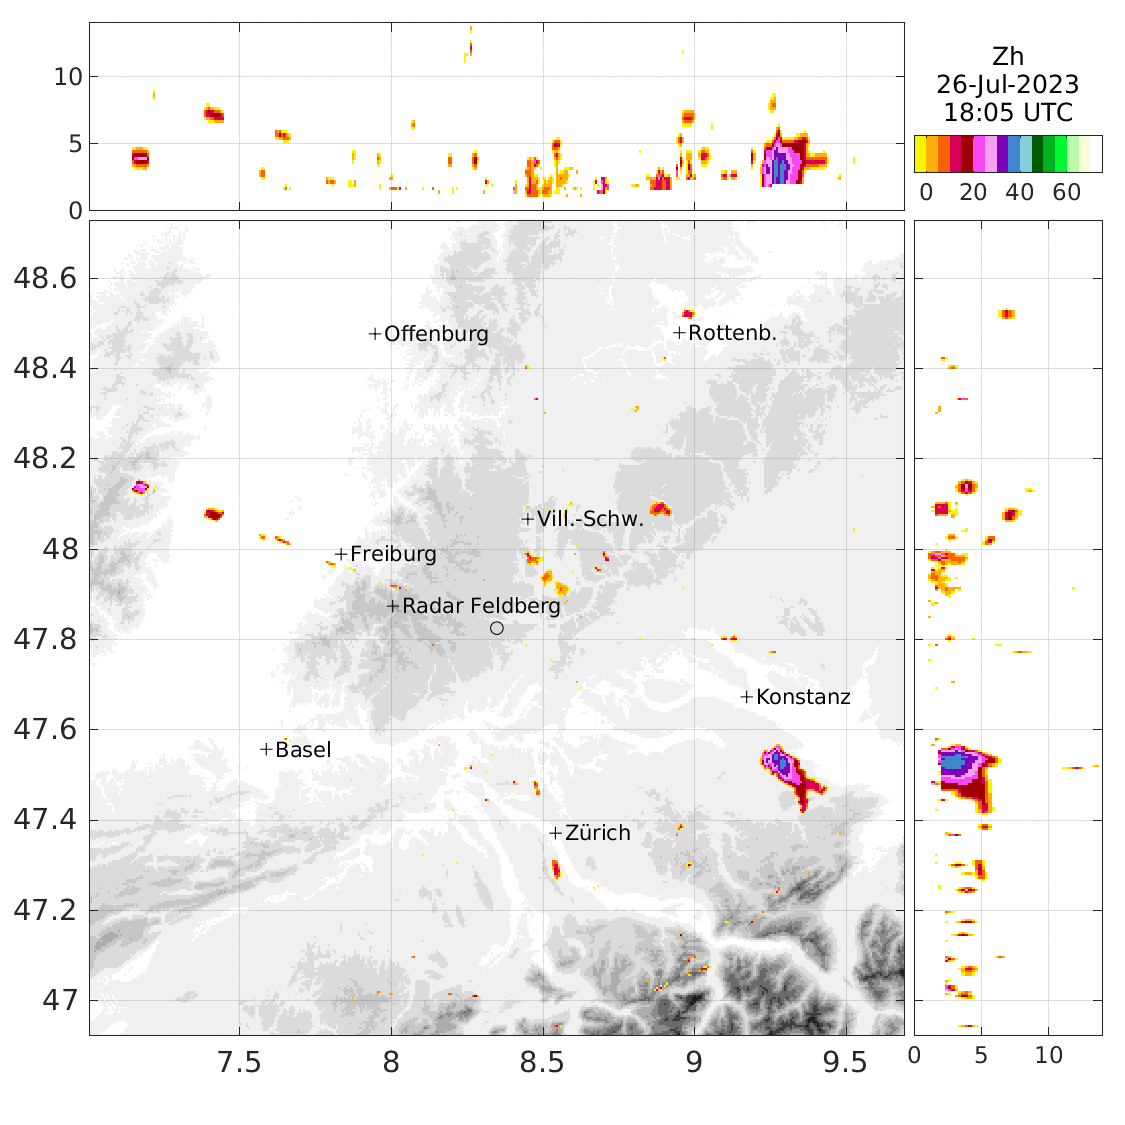 10
5
0
Zh
26-Jul-2023
18:05 UTC
0 20 40 60
48.6
48.4
48.2
48
47.8
47.6
47.4
47.2
47
+Offenburg
+Rottenb.
+Vill.-Schw.
+Freiburg
+Radar Feldberg
+Konstanz
+Basel
+Zürich
7.5 8 8.5 9 9.5
0 5 10